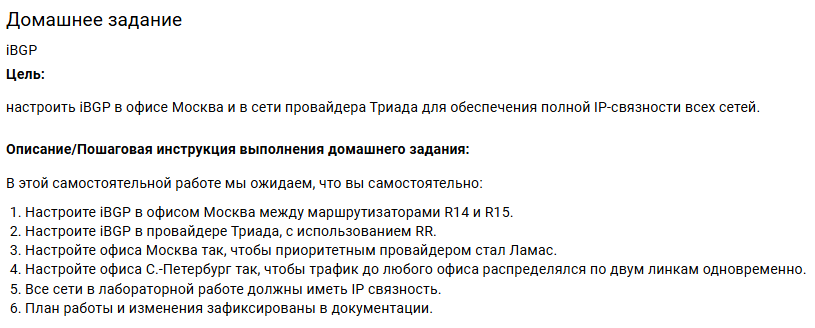 Домашнее задание
iBGP
Цель:
настроить iBGP в офисе Москва и в сети провайдера Триада для обеспечения полной IP-связности всех сетей.
Описание/Пошаговая инструкция выполнения домашнего задания:
В этой самостоятельной работе мы ожидаем, что вы самостоятельно:
1. Настроите iBGP в офисом Москва между маршрутизаторами R14 и R15.
2. Настроите iBGP в провайдере Триада, с использованием RR.
3. Настройте офиса Москва так, чтобы приоритетным провайдером стал Ламас.
4. Настройте офиса С.-Петербург так, чтобы трафик до любого офиса распределялся по двум линкам одновременно.
5. Все сети в лабораторной работе должны иметь IP связность.
6. План работы и изменения зафиксированы в документации.